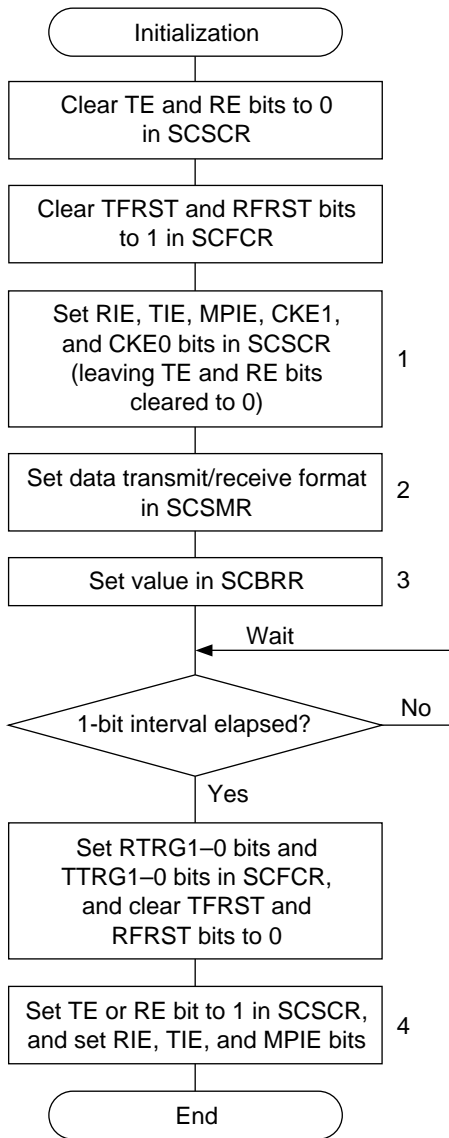 Initialization
Clear TE and RE bits to 0
in SCSCR
Clear TFRST and RFRST bits
to 1 in SCFCR
Set RIE, TIE, MPIE, CKE1,
and CKE0 bits in SCSCR
(leaving TE and RE bits
cleared to 0)
1
Set data transmit/receive format
in SCSMR
2
Set value in SCBRR
3
Wait
1-bit interval elapsed?
No
Yes
Set RTRG1–0 bits and
TTRG1–0 bits in SCFCR,
and clear TFRST and
RFRST bits to 0
Set TE or RE bit to 1 in SCSCR,
and set RIE, TIE, and MPIE bits
4
End